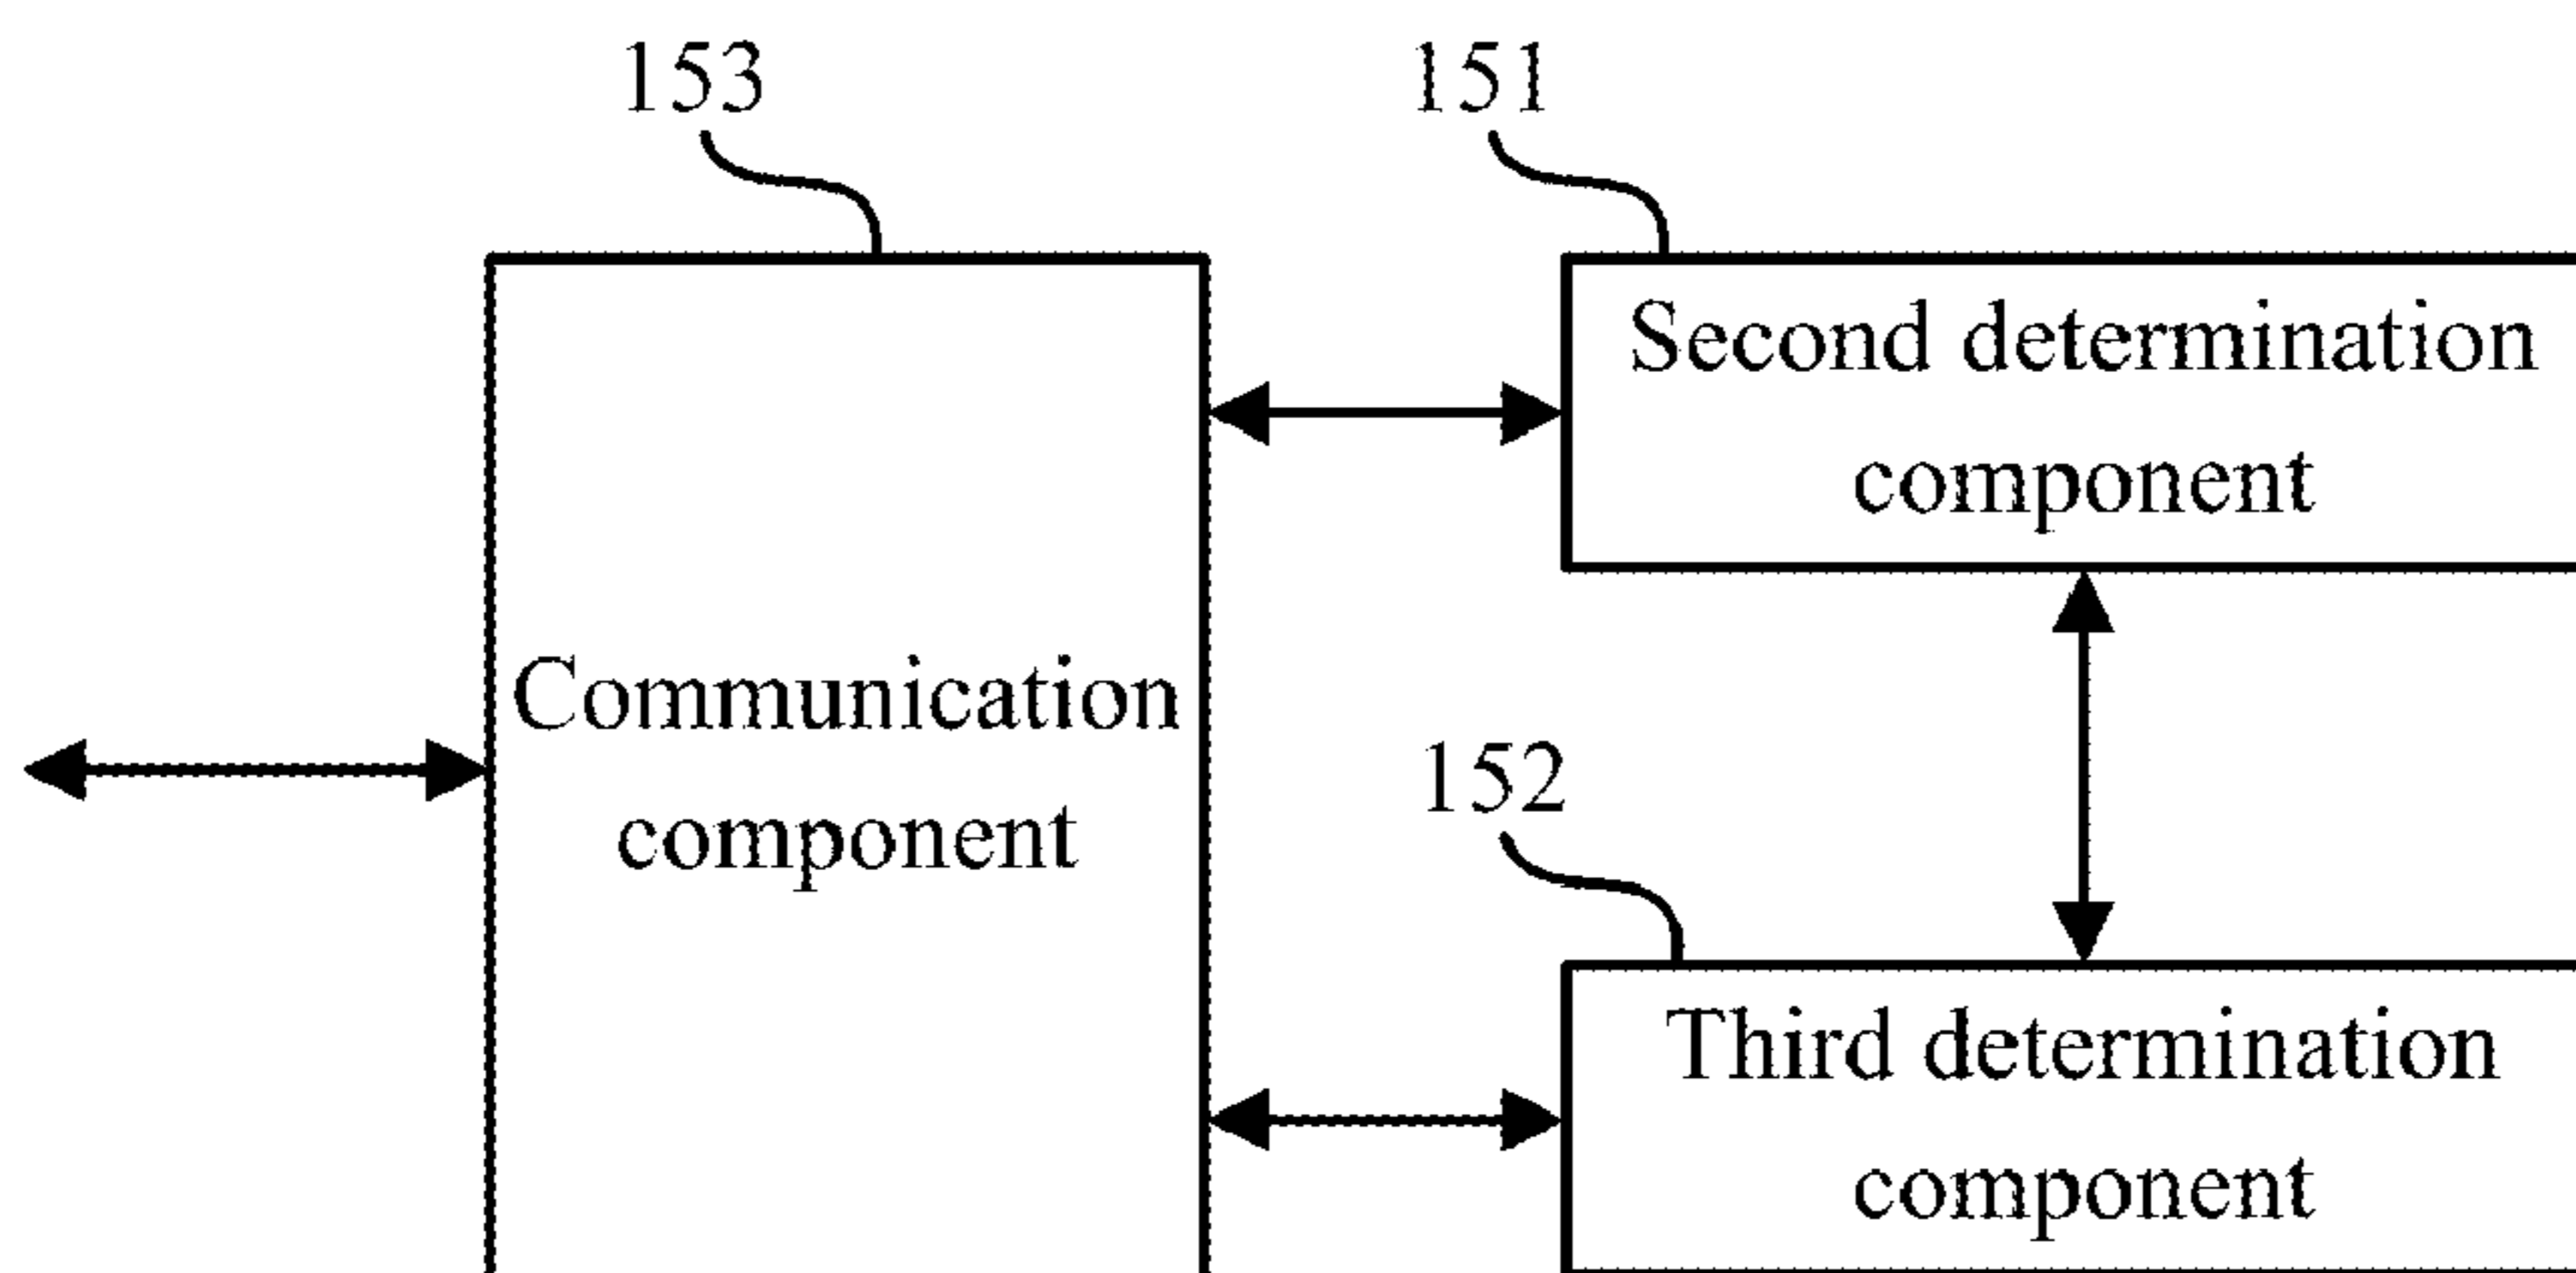 153
151
Second determination
component
Communication
component
152
Third determination
component